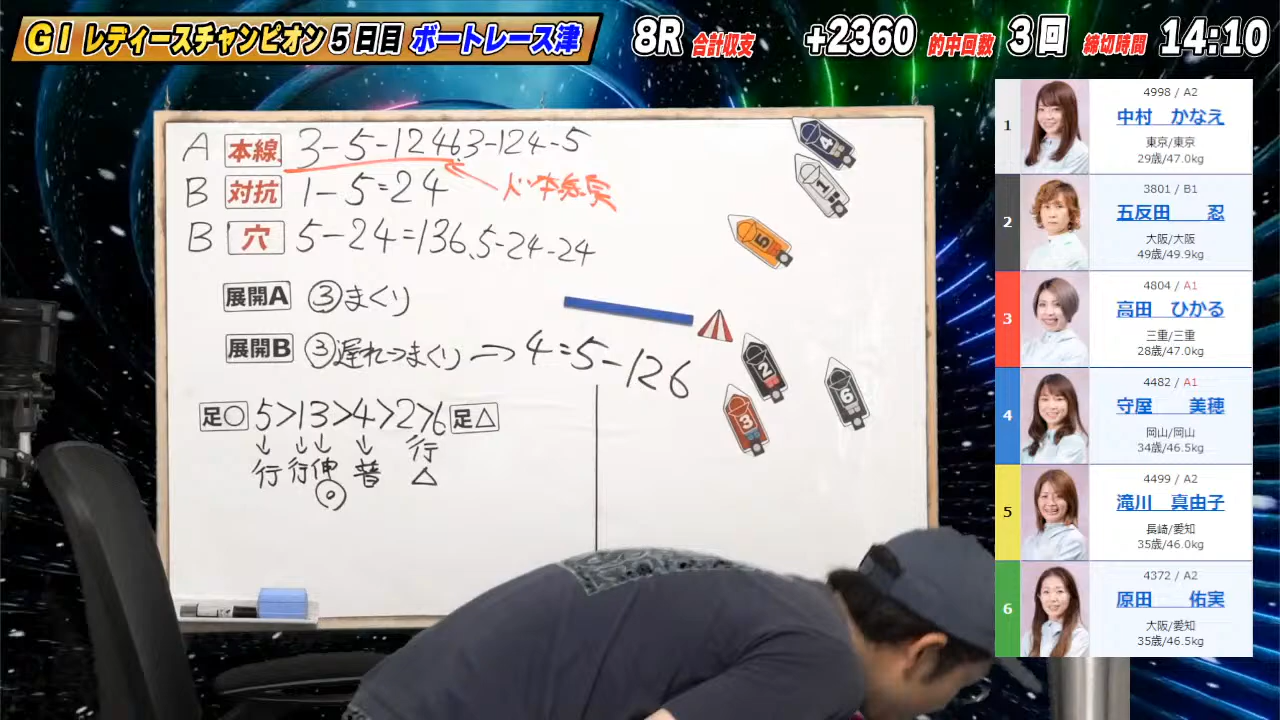 GI レディースチャンピオン5日目 ボートレース津
8R 合計収支 +2360 的中回数 3回 締切時間 14:10
A 本線 3-5-1246、3-124-5
B 対抗 1-5=24
本線
B 穴 5-24=136、5-24-24
展開A ③まくり
展開B ③遅れつまくり → 4=5-126
足○ 5>13>4>2>6 足△
行 行 伸 普 行
◎ △
4
1
5
2
3
6
1
4998 / A2
中村 かなえ
東京/東京
29歳/47.0kg
2
3801 / B1
五反田 忍
大阪/大阪
49歳/49.9kg
3
4804 / A1
高田 ひかる
三重/三重
28歳/47.0kg
4
4482 / A1
守屋 美穂
岡山/岡山
34歳/46.5kg
5
4499 / A2
滝川 真由子
長崎/愛知
35歳/46.0kg
6
4372 / A2
原田 佑実
大阪/愛知
35歳/46.5kg